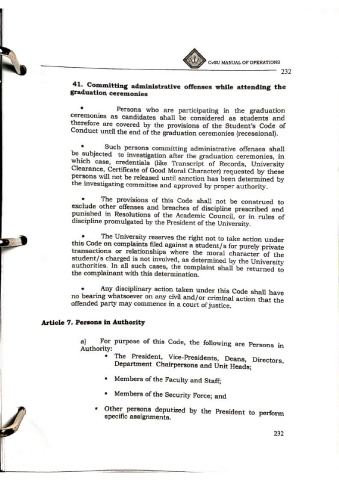 CvSU MANUAL OF OPERATIONS
232
41. Committing administrative offenses while attending the
graduation ceremonies
• Persons who are participating in the graduation
ceremonies as candidates shall be considered as students and
therefore are covered by the provisions of the Student's Code of
Conduct until the end of the graduation ceremonies (recessional).
• Such persons committing administrative offenses shall
be subjected to investigation after the graduation ceremonies, in
which case, credentials (like Transcript of Records, University
Clearance, Certificate of Good Moral Character) requested by these
persons will not be released until sanction has been determined by
the investigating committee and approved by proper authority.
• The provisions of this Code shall not be construed to
exclude other offenses and breaches of discipline prescribed and
punished in Resolutions of the Academic Council, or in rules of
discipline promulgated by the President of the University.
• The University reserves the right not to take action under
this Code on complaints filed against a student/s for purely private
transactions or relationships where the moral character of the
student/s charged is not involved, as determined by the University
authorities. In all such cases, the complaint shall be returned to
the complainant with this determination.
• Any disciplinary action taken under this Code shall have
no bearing whatsoever on any civil and/or criminal action that the
offended party may commence in a court of justice.
Article 7. Persons in Authority
a) For purpose of this Code, the following are Persons in
Authority:
• The President, Vice-Presidents, Deans, Directors,
Department Chairpersons and Unit Heads;
• Members of the Faculty and Staff;
• Members of the Security Force; and
• Other persons deputized by the President to perform
specific assignments.
232